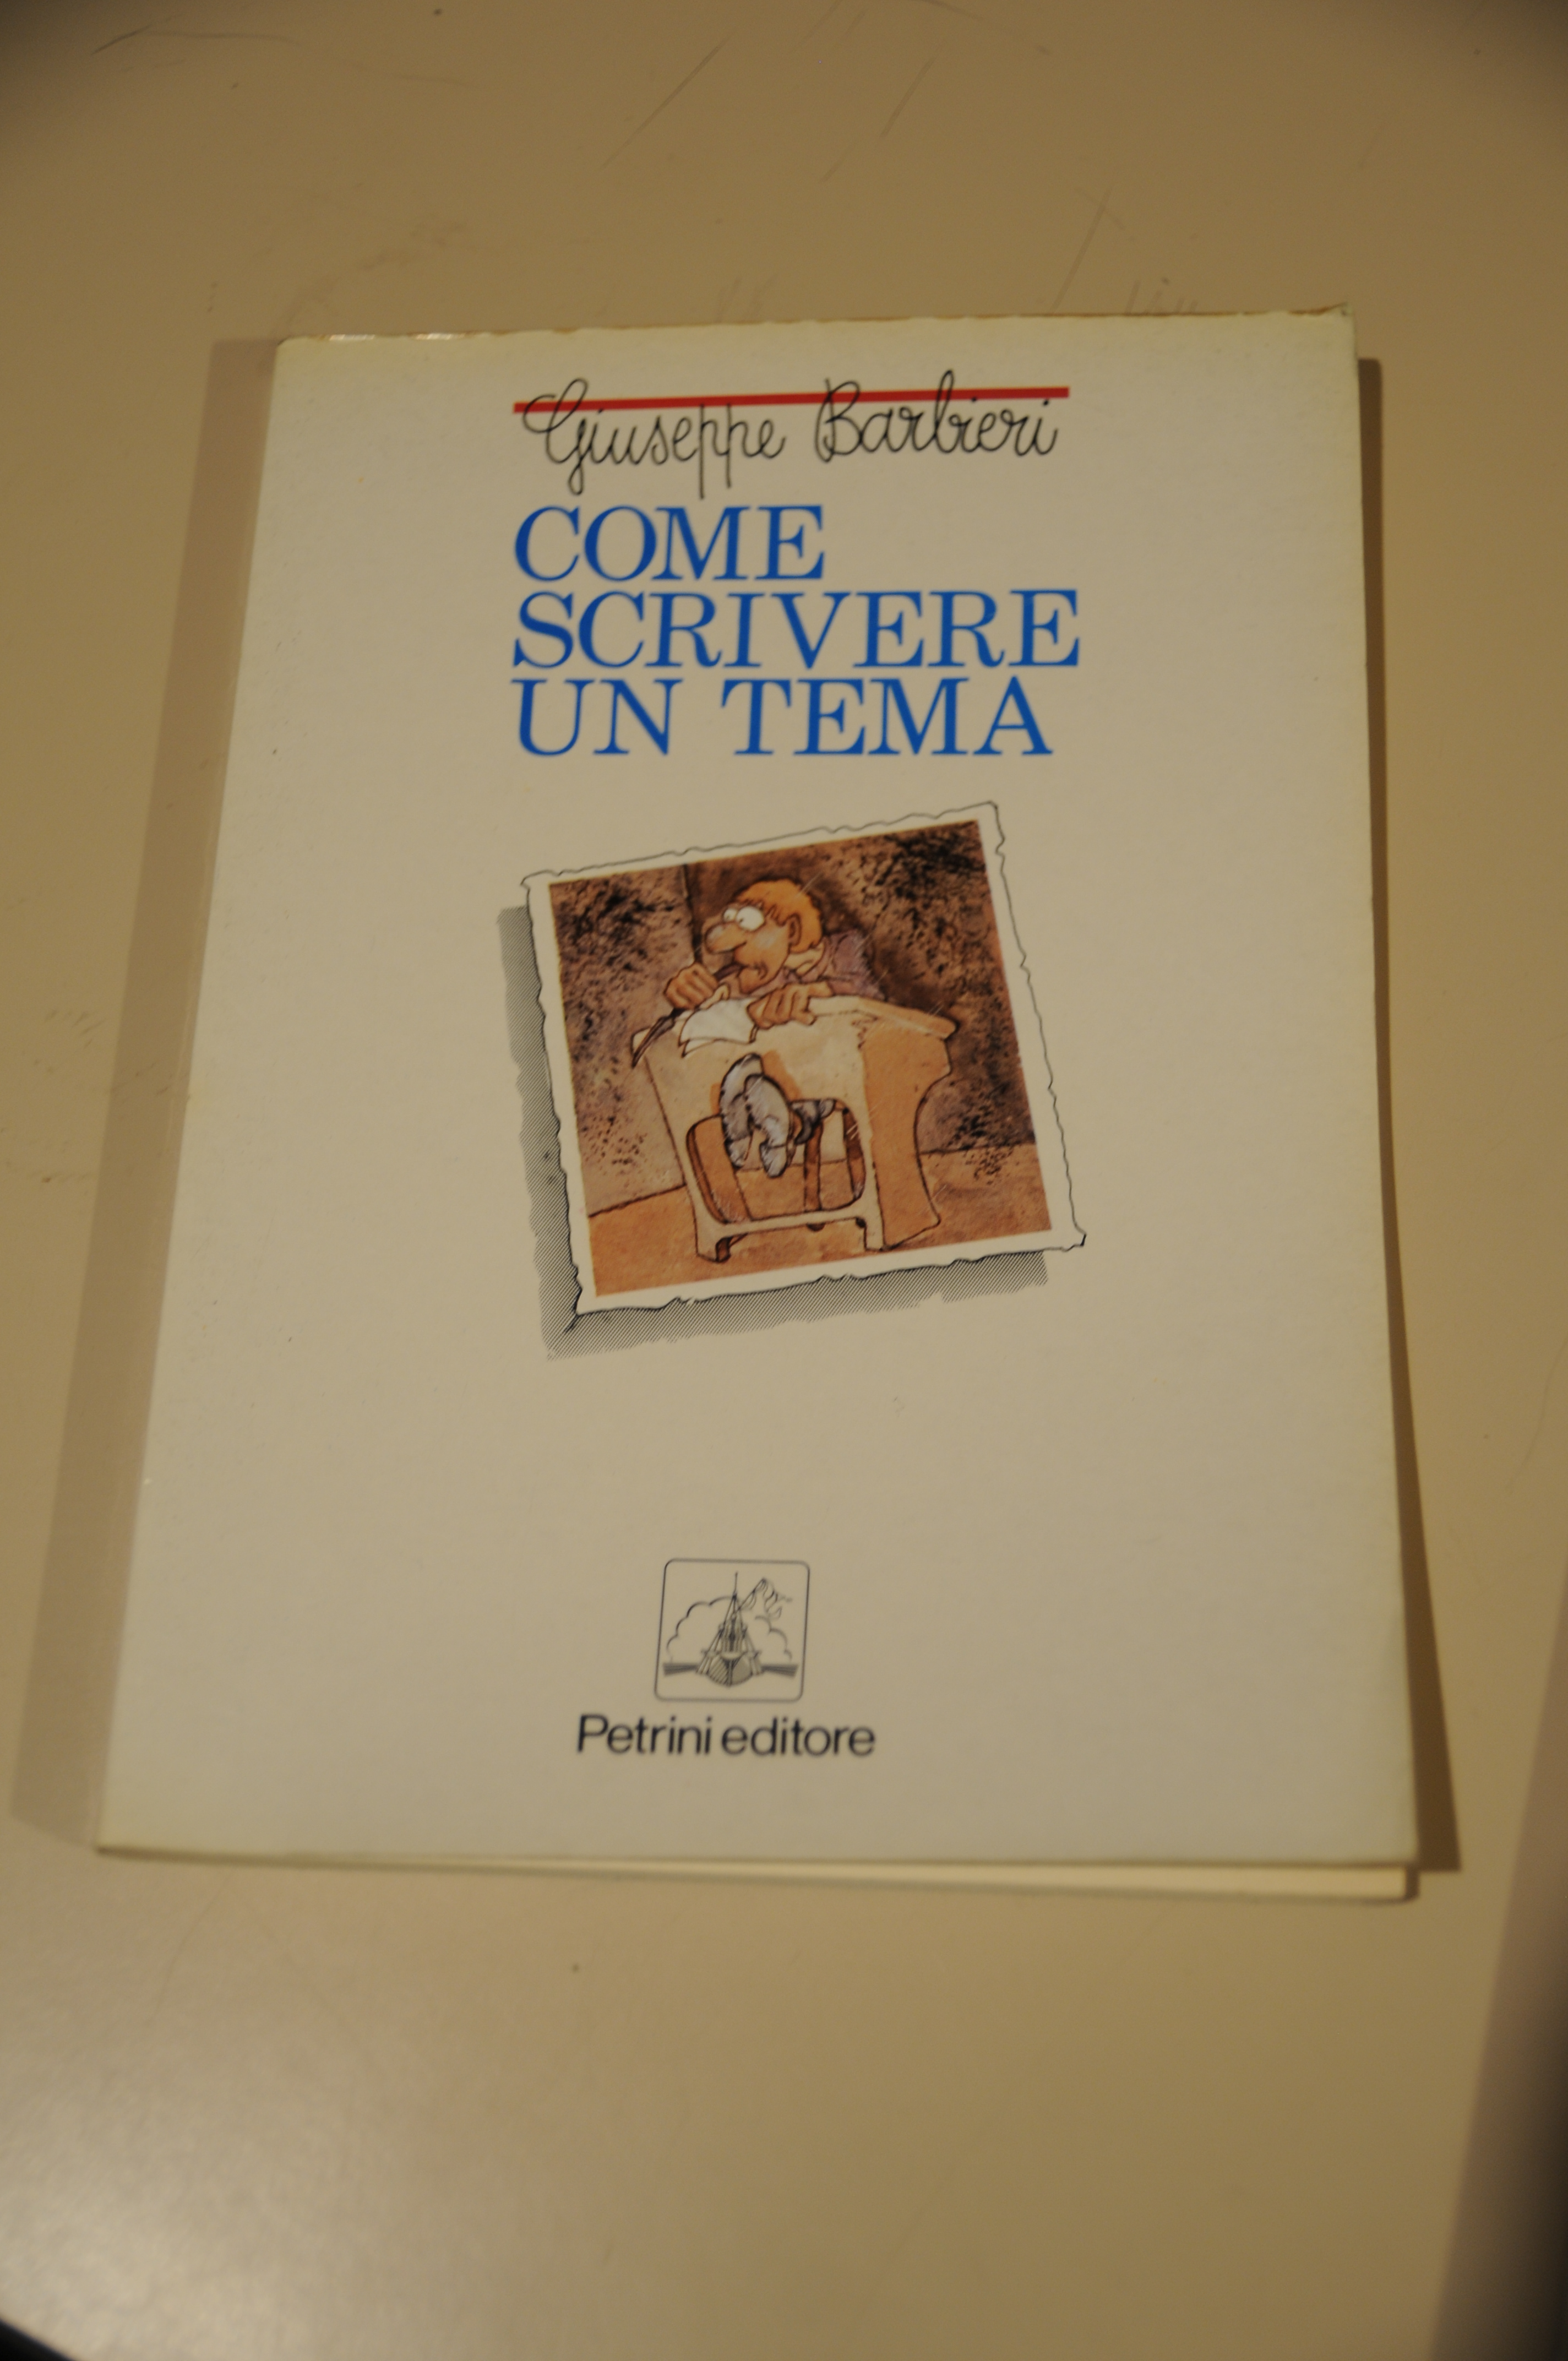 Giuseppe Barbieri
COME
SCRIVERE
UN TEMA
Petrini editore